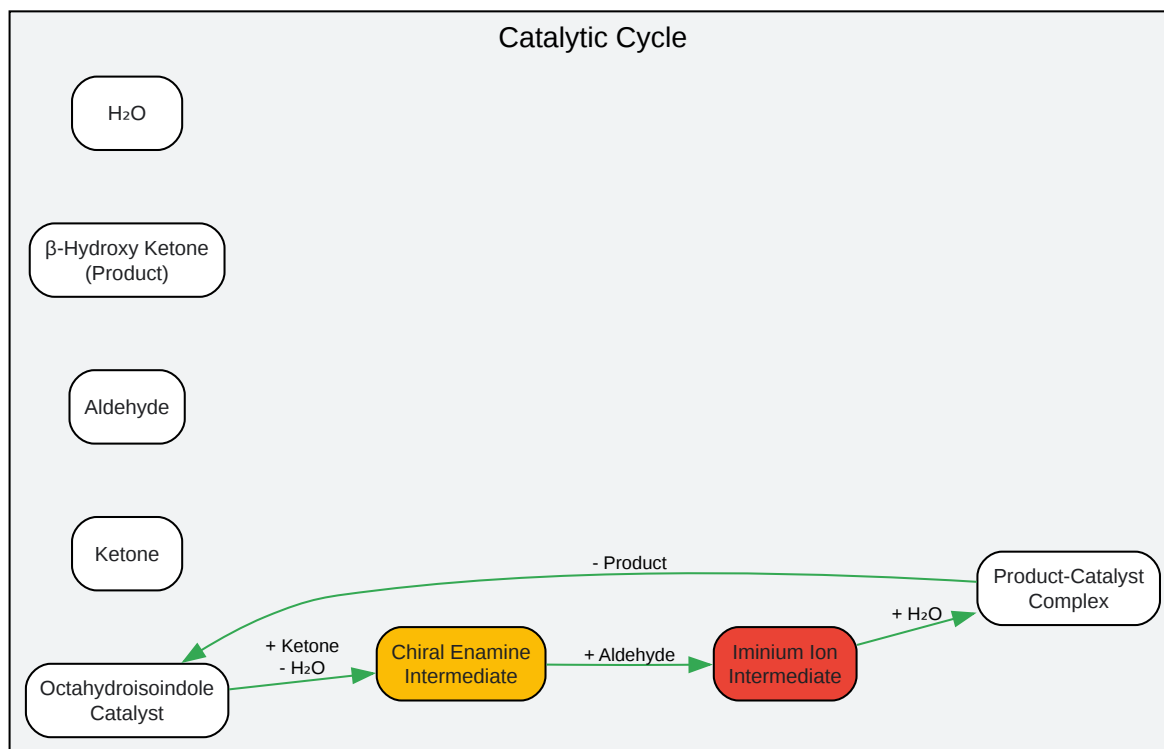 Catalytic Cycle
H₂O
β-Hydroxy Ketone
(Product)
Aldehyde
Ketone
- Product
Product-Catalyst
Complex
+ H₂O
+ Ketone
- H₂O
Chiral Enamine
Intermediate
+ Aldehyde
Iminium Ion
Intermediate
Octahydroisoindole
Catalyst